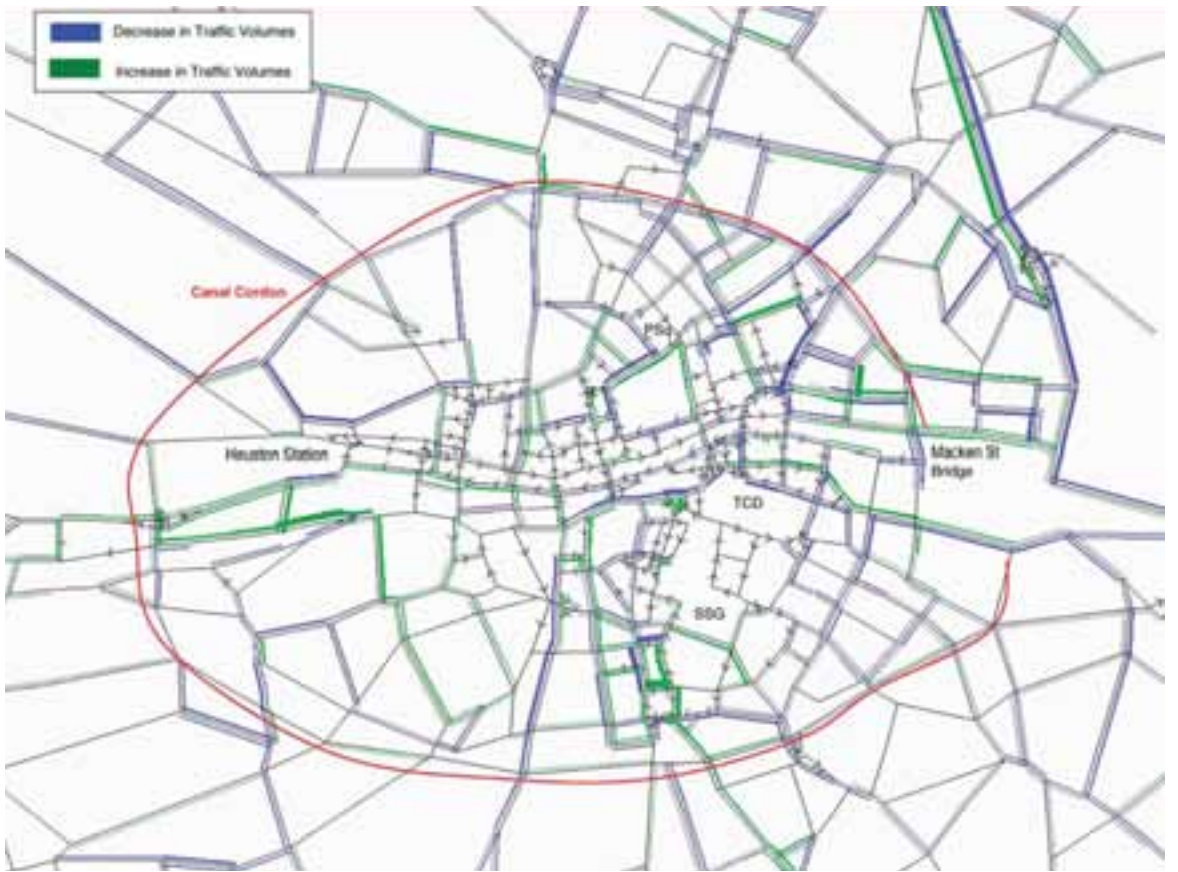 Decrease in Traffic Volumes
Increase in Traffic Volumes
Canal Cordon
PSq
Heuston Station
Macken St
Bridge
TCD
SSG